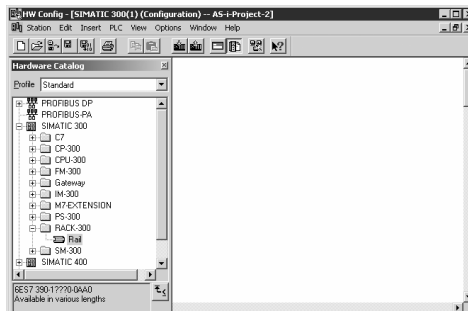 HW Config - [SIMATIC 300(1) (Configuration) -- AS-i-Project-2]
Station Edit Insert PLC View Options Window Help
Hardware Catalog
Profile Standard
PROFIBUS DP
PROFIBUS-PA
SIMATIC 300
C7
CP-300
CPU-300
FM-300
Gateway
IM-300
M7-EXTENSION
PS-300
RACK-300
Rail
SM-300
SIMATIC 400
6ES7 390-1???0-0AA0
Available in various lengths